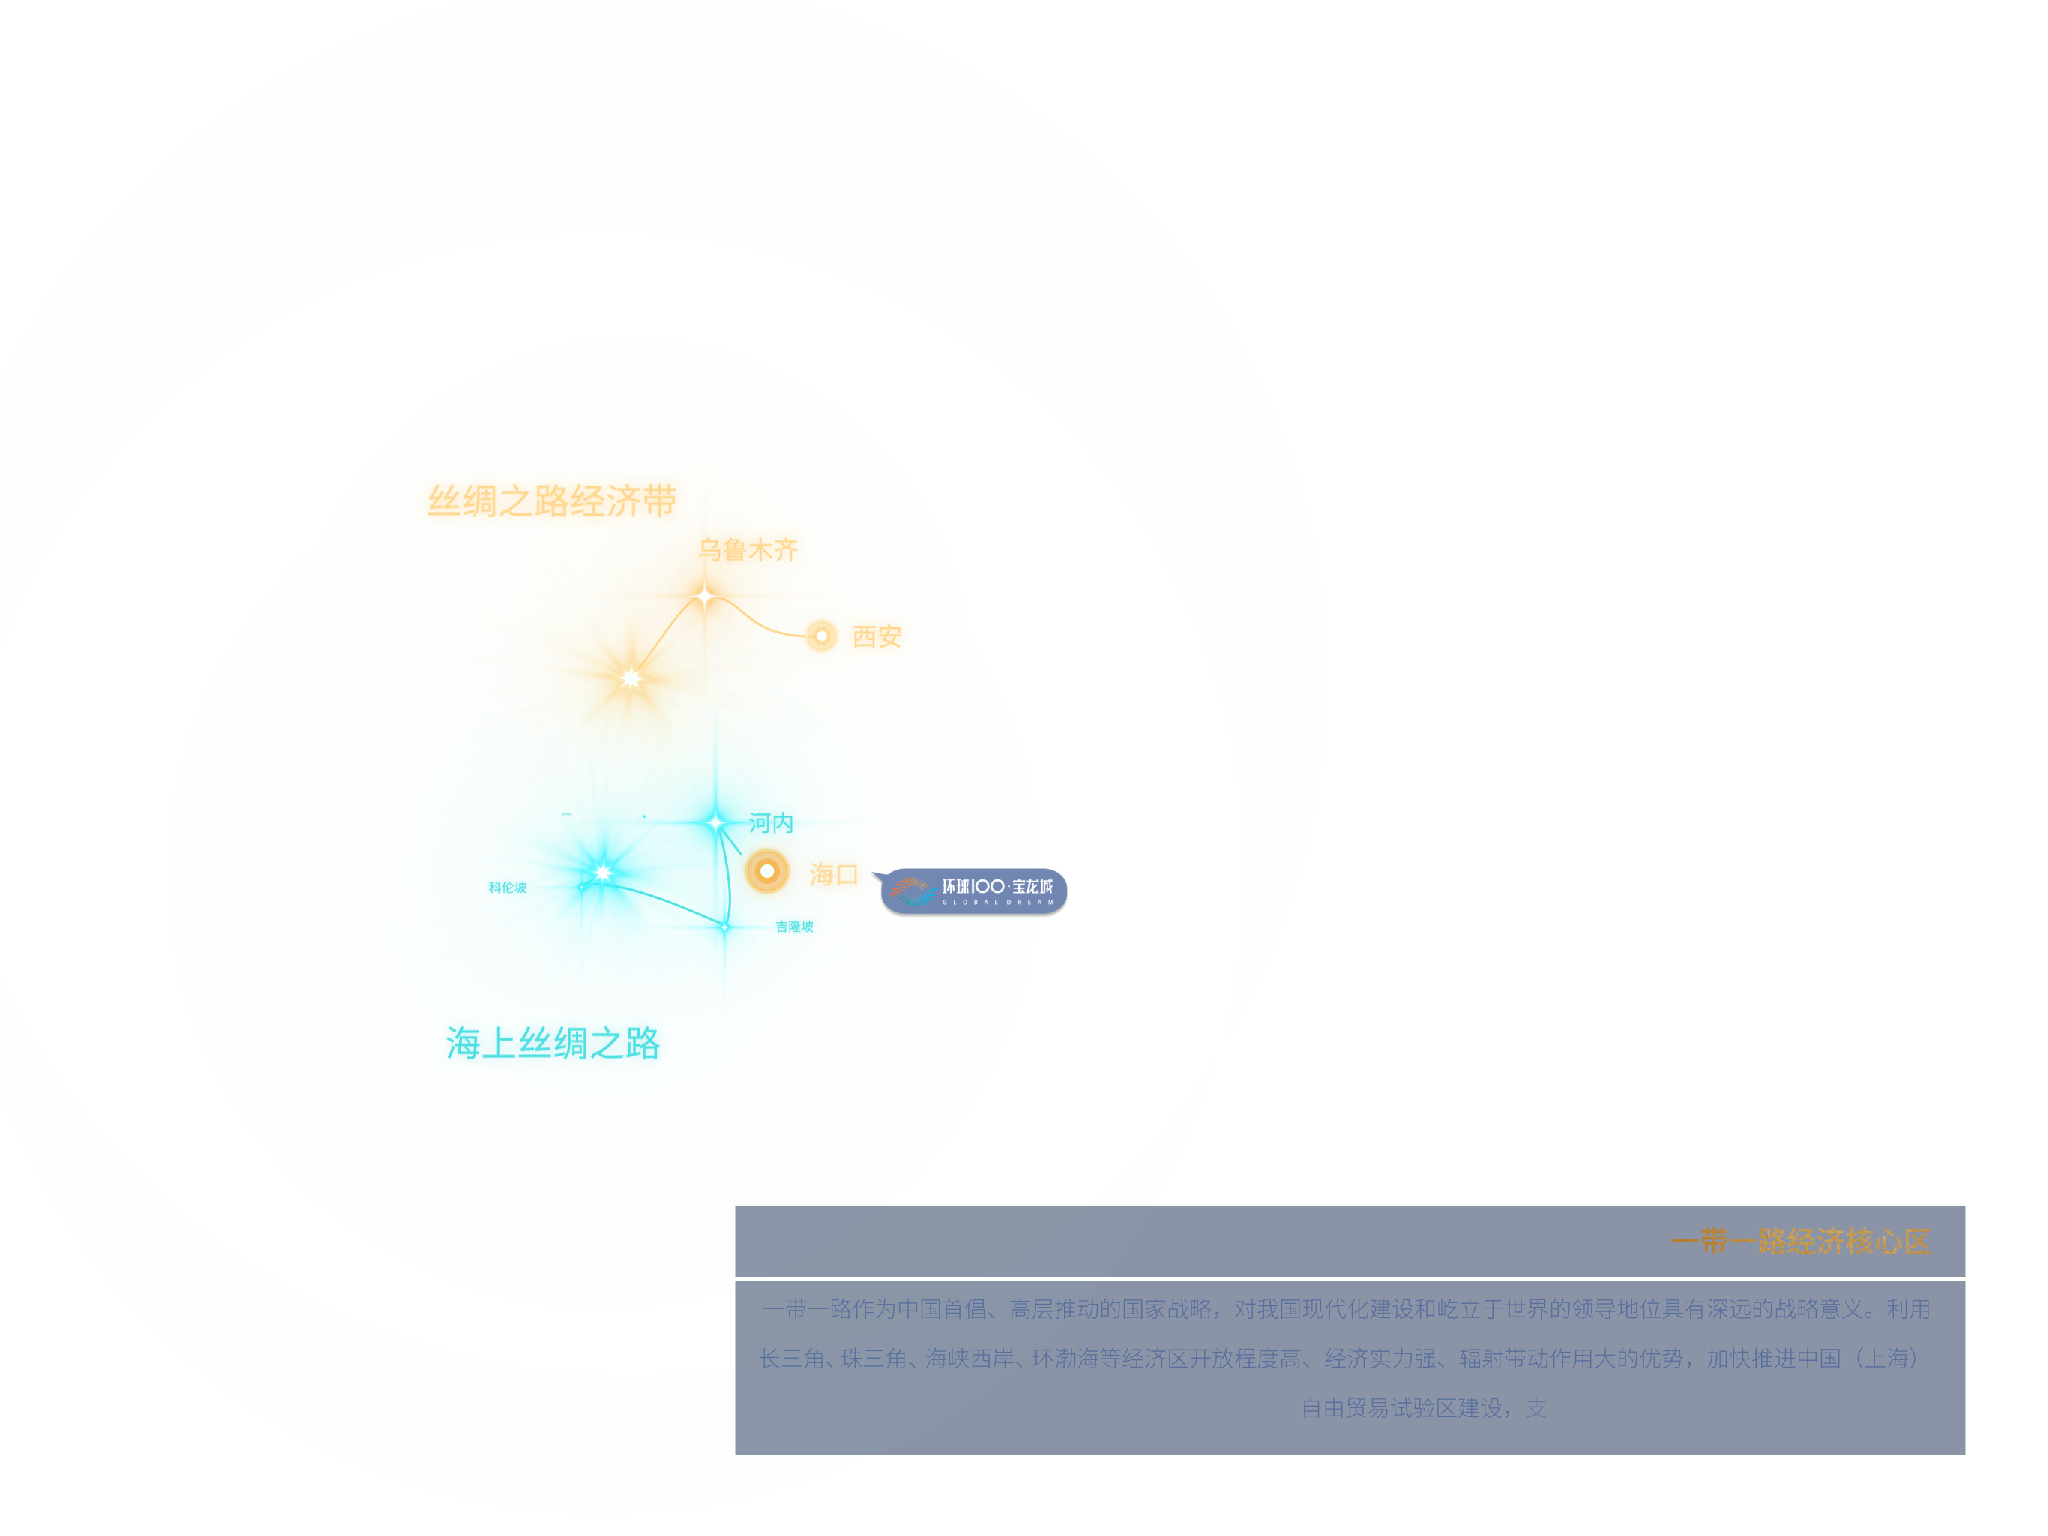 丝绸之路经济带
乌鲁木齐
西安
河内
海口
环球100·宝龙城
GLOBAL DREAM
科伦坡
吉隆坡
海上丝绸之路
一带一路经济核心区
一带一路作为中国首倡、高层推动的国家战略，对我国现代化建设和屹立于世界的领导地位具有深远的战略意义。利用
长三角、珠三角、海峡西岸、环渤海等经济区开放程度高、经济实力强、辐射带动作用大的优势，加快推进中国（上海）
自由贸易试验区建设，支